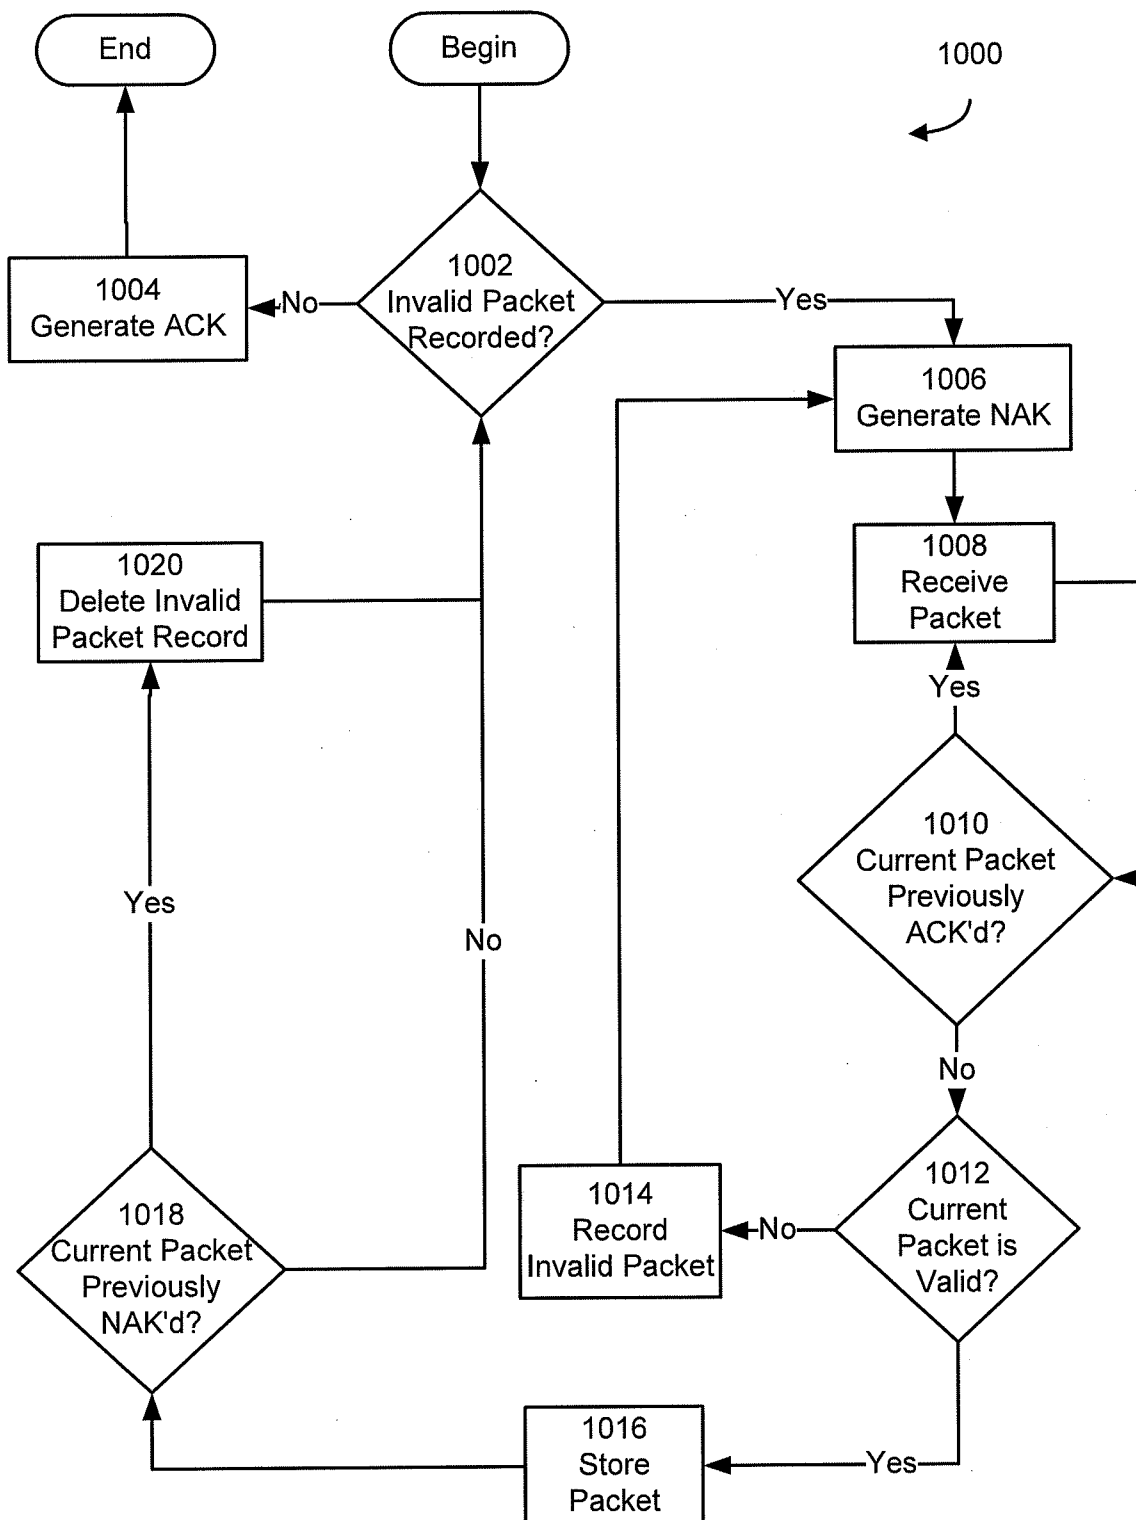 End
Begin
1000
1002
Invalid Packet
Recorded?
No
Yes
1004
Generate ACK
1006
Generate NAK
1008
Receive
Packet
Yes
1010
Current Packet
Previously
ACK'd?
No
1012
Current
Packet is
Valid?
No
1014
Record
Invalid Packet
Yes
1016
Store
Packet
1018
Current Packet
Previously
NAK'd?
Yes
No
1020
Delete Invalid
Packet Record